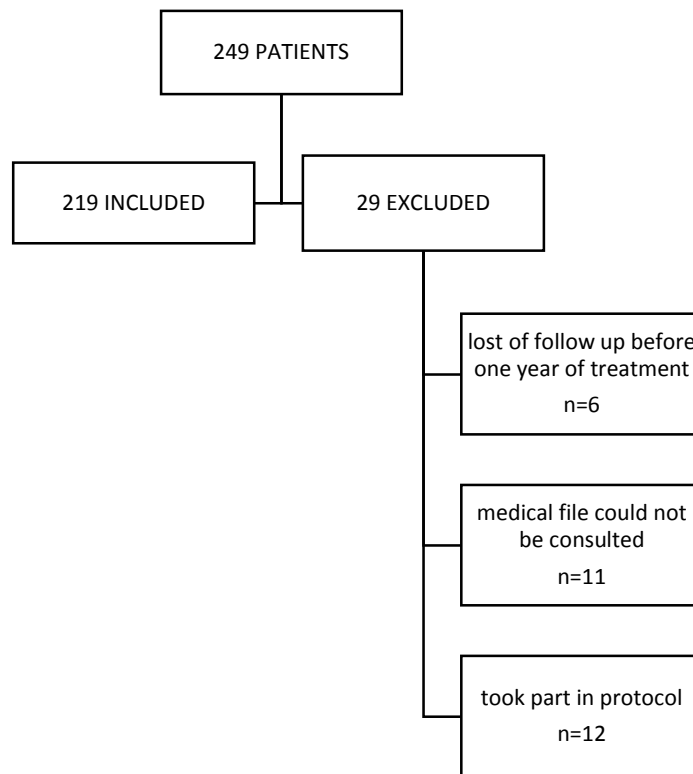 249 PATIENTS
219 INCLUDED
29 EXCLUDED
lost of follow up before
one year of treatment
n=6
medical file could not
be consulted
n=11
took part in protocol
n=12